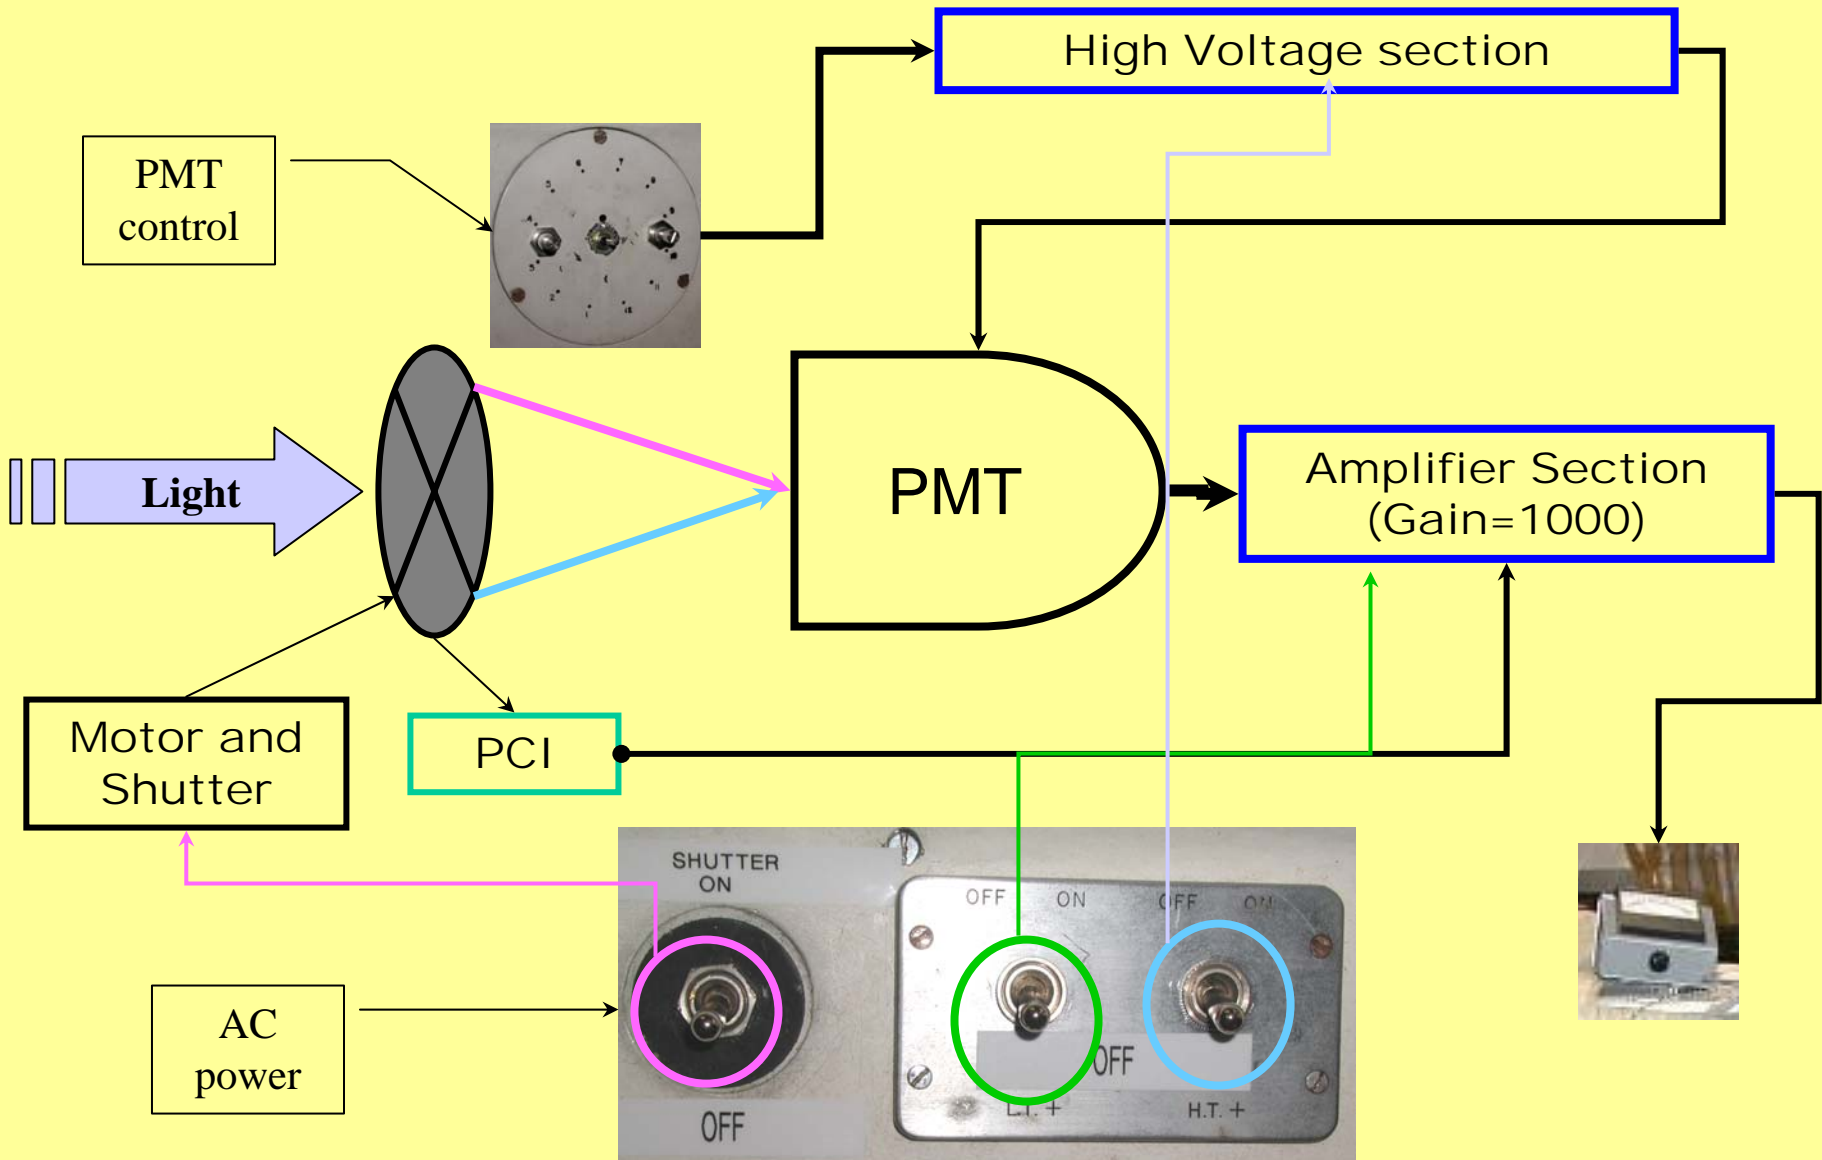 High Voltage section
PMT
control
Light
PMT
Amplifier Section
(Gain=1000)
Motor and
Shutter
PCI
SHUTTER
ON
OFF ON OFF ON
AC
power
OFF
L.T. + H.T. +
OFF